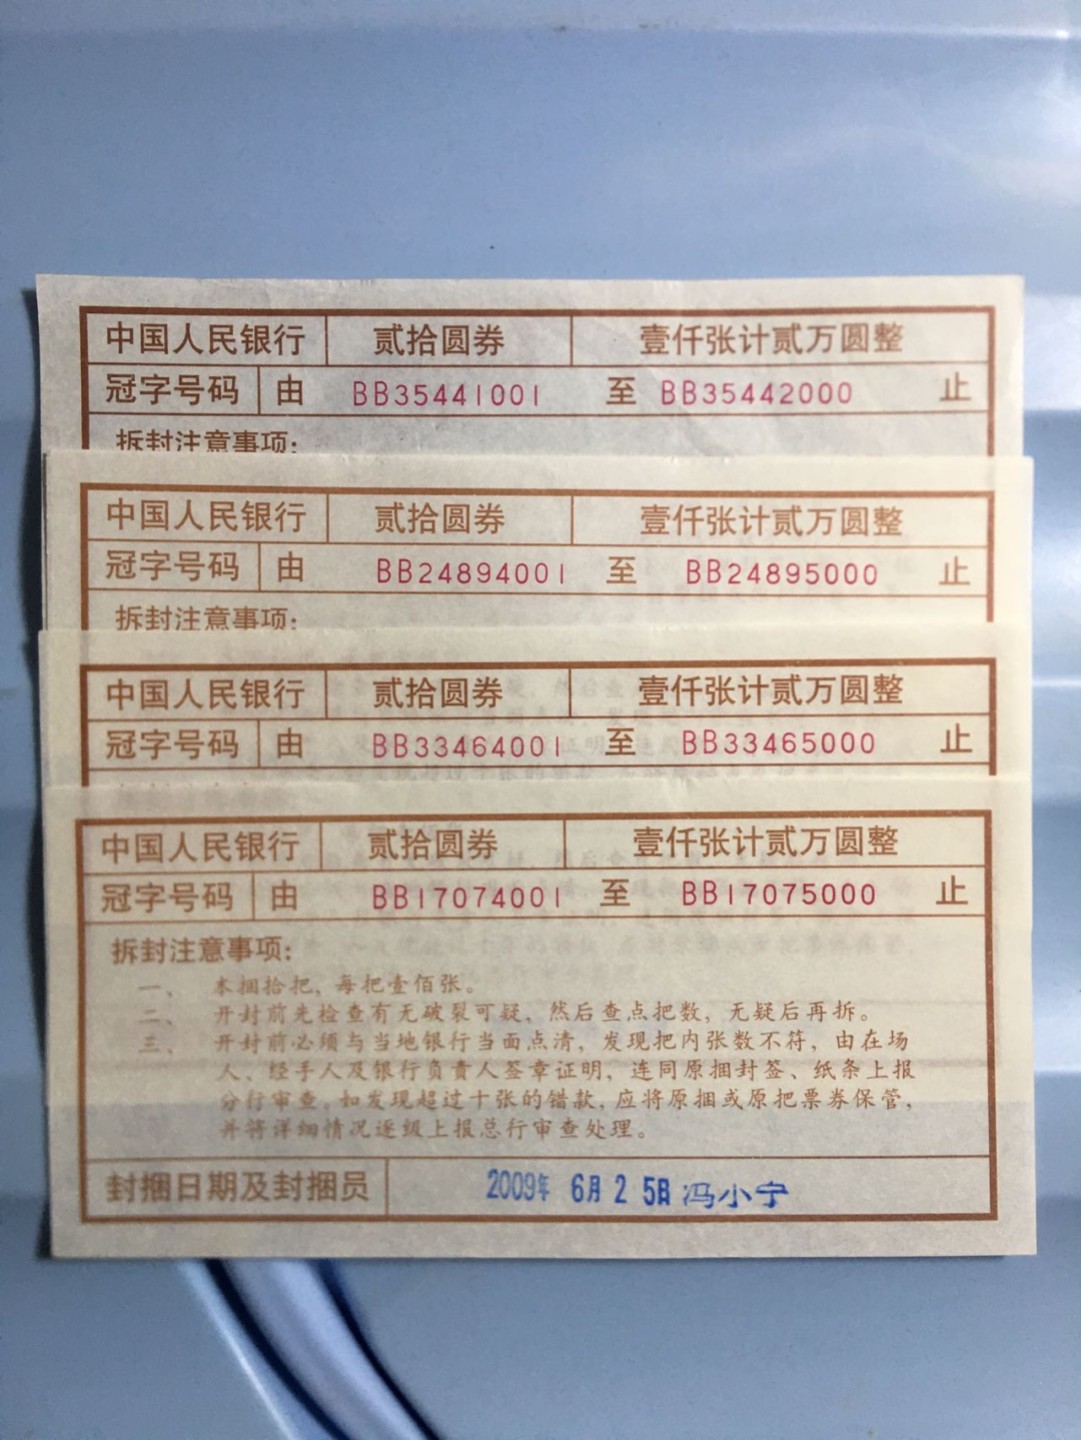 中国人民银行 贰拾圆券 壹仟张计贰万圆整
冠字号码 由 BB35441001 至 BB35442000 止
拆封注意事项:
中国人民银行 贰拾圆券 壹仟张计贰万圆整
冠字号码 由 BB24894001 至 BB24895000 止
拆封注意事项:
中国人民银行 贰拾圆券 壹仟张计贰万圆整
冠字号码 由 BB33464001 至 BB33465000 止
中国人民银行 贰拾圆券 壹仟张计贰万圆整
冠字号码 由 BB17074001 至 BB17075000 止
拆封注意事项:
一、 本捆拾把, 每把壹佰张。
二、 开封前先检查有无破裂可疑, 然后查点把数, 无疑后再拆。
三、 开封前必须与当地银行当面点清, 发现把内张数不符, 由在场
人、经手人及银行负责人签章证明, 连同原捆封签、纸条上报
分行审查。如发现超过十张的错款, 应将原捆或原把票券保管,
并将详细情况逐级上报总行审查处理。
封捆日期及封捆员 2009年 6月 2 5日 冯小宁